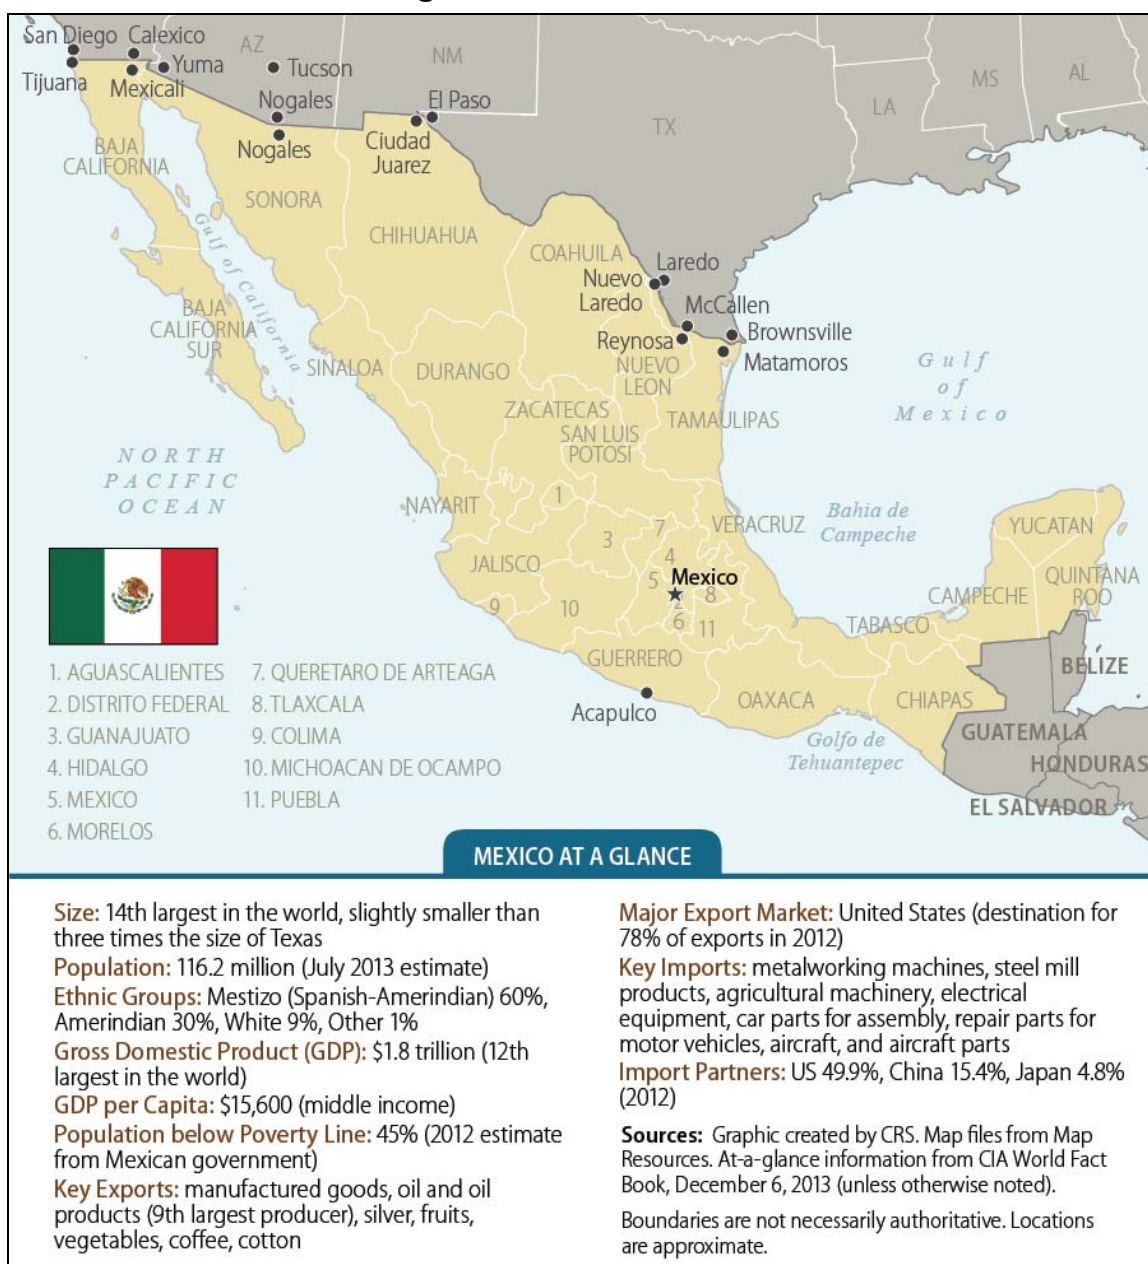 San Diego
Calexico
AZ
NM
MS
AL
Yuma
Tucson
Tijuana
Mexicali
LA
Nogales
El Paso
TX
BAJA
CALIFORNIA
Nogales
Ciudad
Juarez
SONORA
CHIHUAHUA
Gulf of California
COAHUILA
Laredo
Nuevo
Laredo
McCallen
BAJA
CALIFORNIA
SUR
Reynosa
Brownsville
Matamoros
SINALOA
DURANGO
NUEVO
LEON
Gulf
of
Mexico
ZACATECAS
SAN LUIS
POTOSI
TAMAULIPAS
NORTH
PACIFIC
OCEAN
NAYARIT
1
VERACRUZ
Bahia de
Campeche
YUCATAN
7
3
JALISCO
4
5
Mexico
QUINTANA
ROO
CAMPECHE
8
2
9
10
6
11
TABASCO
GUERRERO
BELIZE
Acapulco
OAXACA
CHIAPAS
Golfo de
Tehuantepec
GUATEMALA
HONDURAS
EL SALVADOR
1. AGUASCALIENTES
2. DISTRITO FEDERAL
3. GUANAJUATO
4. HIDALGO
5. MEXICO
6. MORELOS
7. QUERETARO DE ARTEAGA
8. TLAXCALA
9. COLIMA
10. MICHOACAN DE OCAMPO
11. PUEBLA
MEXICO AT A GLANCE
Size: 14th largest in the world, slightly smaller than
three times the size of Texas
Population: 116.2 million (July 2013 estimate)
Ethnic Groups: Mestizo (Spanish-Amerindian) 60%,
Amerindian 30%, White 9%, Other 1%
Gross Domestic Product (GDP): $1.8 trillion (12th
largest in the world)
GDP per Capita: $15,600 (middle income)
Population below Poverty Line: 45% (2012 estimate
from Mexican government)
Key Exports: manufactured goods, oil and oil
products (9th largest producer), silver, fruits,
vegetables, coffee, cotton
Major Export Market: United States (destination for
78% of exports in 2012)
Key Imports: metalworking machines, steel mill
products, agricultural machinery, electrical
equipment, car parts for assembly, repair parts for
motor vehicles, aircraft, and aircraft parts
Import Partners: US 49.9%, China 15.4%, Japan 4.8%
(2012)
Sources: Graphic created by CRS. Map files from Map
Resources. At-a-glance information from CIA World Fact
Book, December 6, 2013 (unless otherwise noted).
Boundaries are not necessarily authoritative. Locations
are approximate.